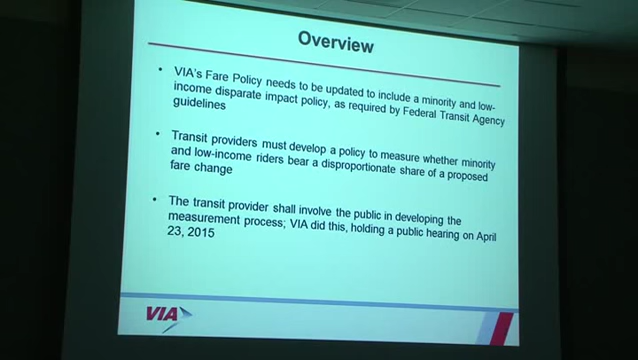 Overview
• VIA's Fare Policy needs to be updated to include a minority and low-
income disparate impact policy, as required by Federal Transit Agency
guidelines
• Transit providers must develop a policy to measure whether minority
and low-income riders bear a disproportionate share of a proposed
fare change
• The transit provider shall involve the public in developing the
measurement process; VIA did this, holding a public hearing on April
23, 2015
VIA